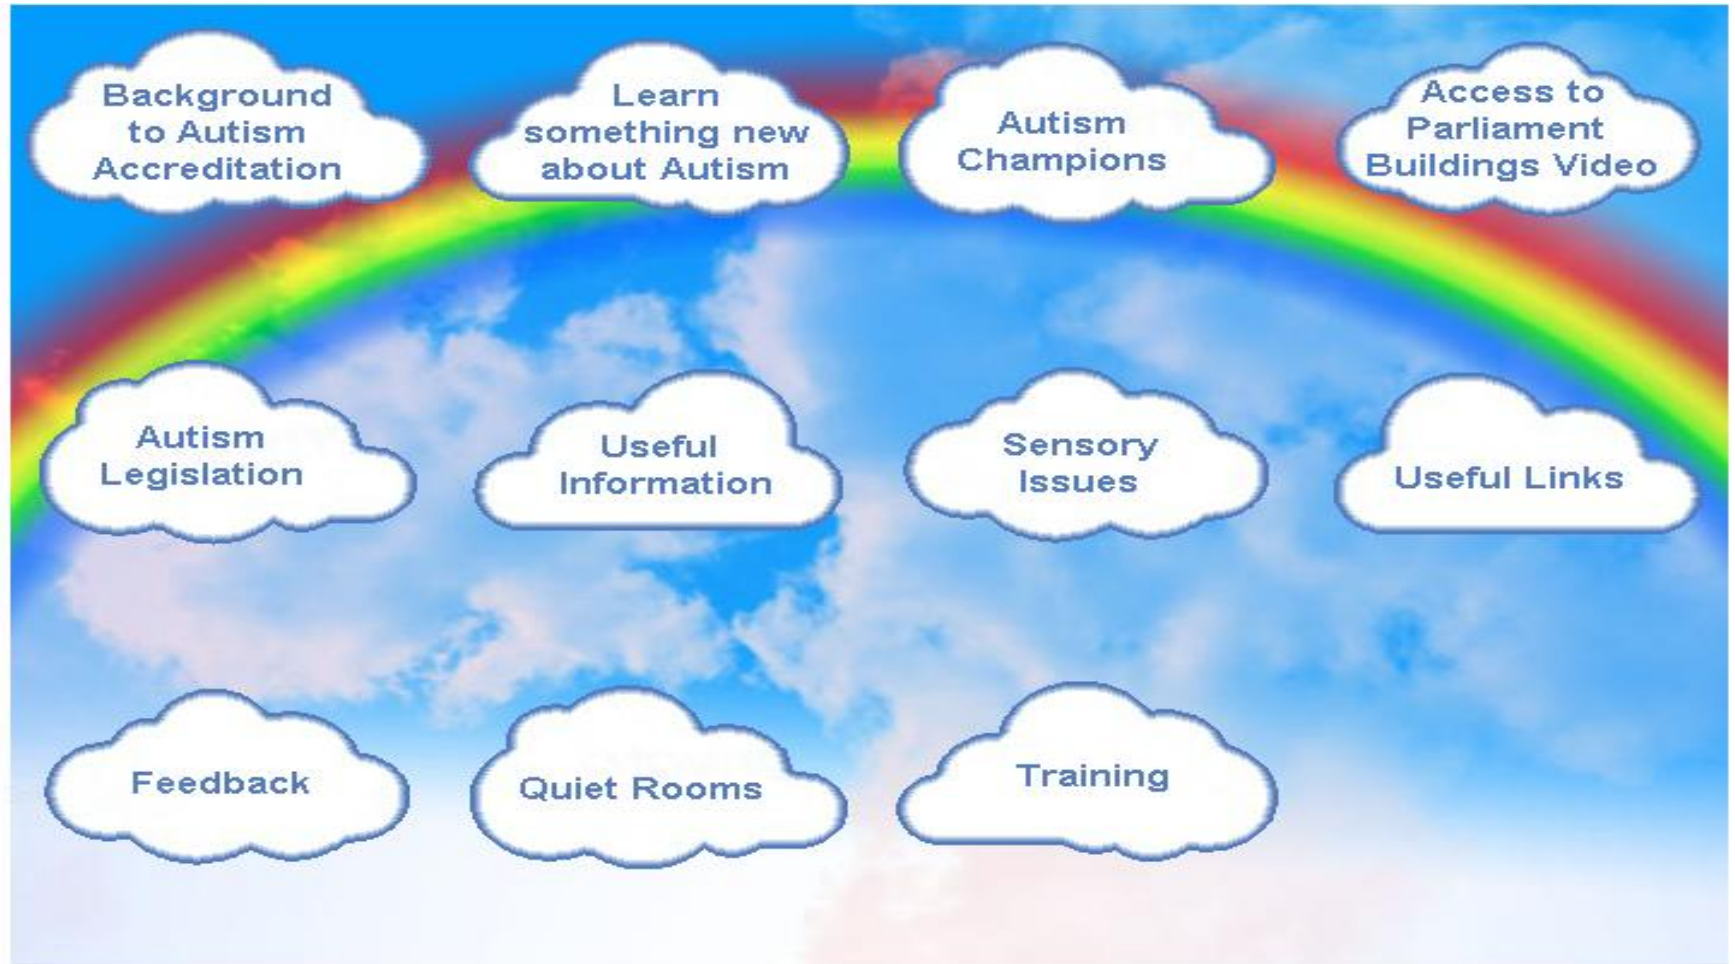 Background
to Autism
Accreditation
Learn
something new
about Autism
Autism
Champions
Access to
Parliament
Buildings Video
Autism
Legislation
Useful
Information
Sensory
Issues
Useful Links
Feedback
Quiet Rooms
Training